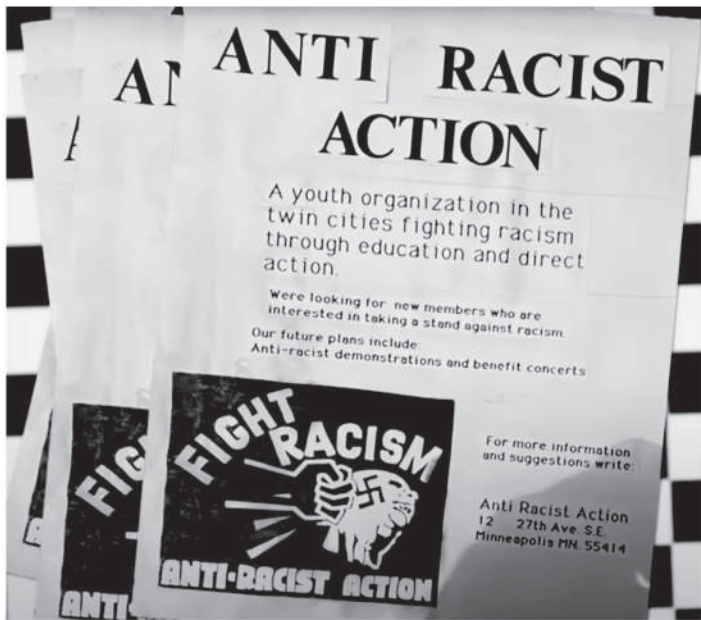 ANTI RACIST
ACTION
A youth organization in the
twin cities fighting racism
through education and direct
action.
Were looking for new members who are
interested in taking a stand against racism.
Our future plans include:
Anti-racist demonstrations and benefit concerts
FIGHT
RACISM
ANTI-RACIST ACTION
For more information
and suggestions write:
Anti Racist Action
12 27th Ave. S.E.
Minneapolis MN. 55414
AN
A
FIGH
ANTI-